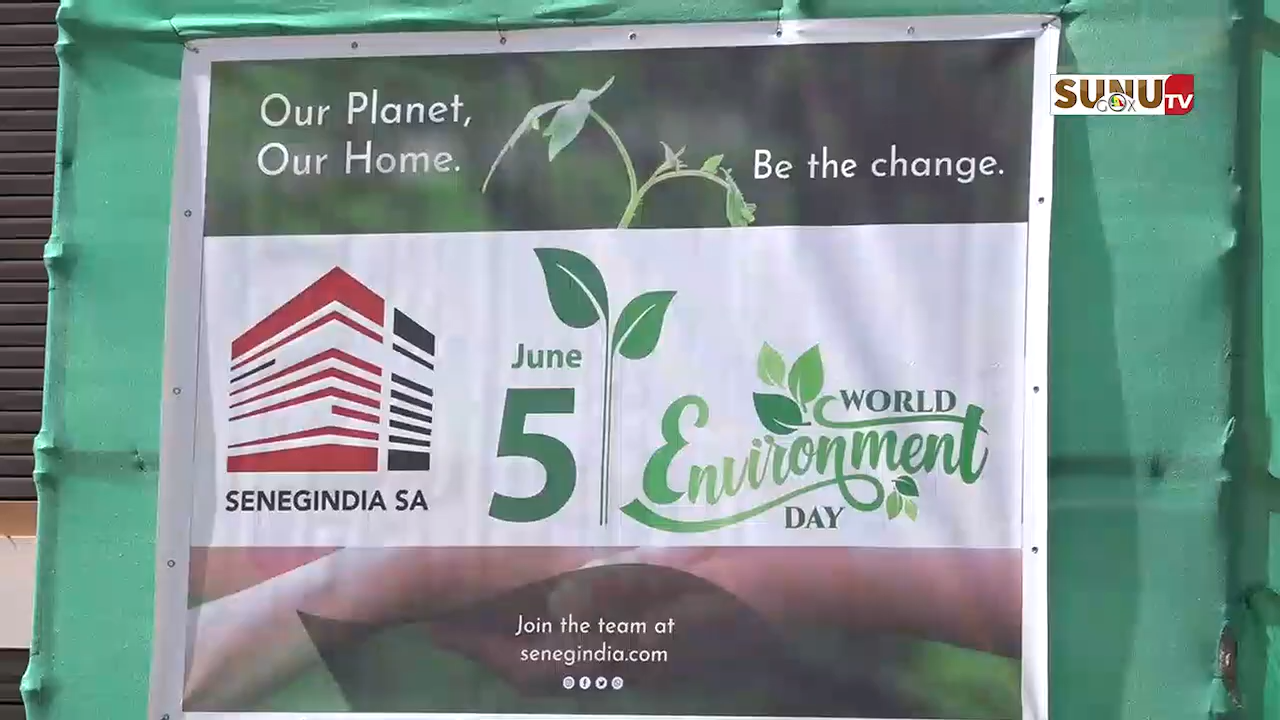 SUNU
GOX
TV
Our Planet,
Our Home.
Be the change.
SENEGINDIA SA
June
5
WORLD
Environment
DAY
Join the team at
senegindia.com